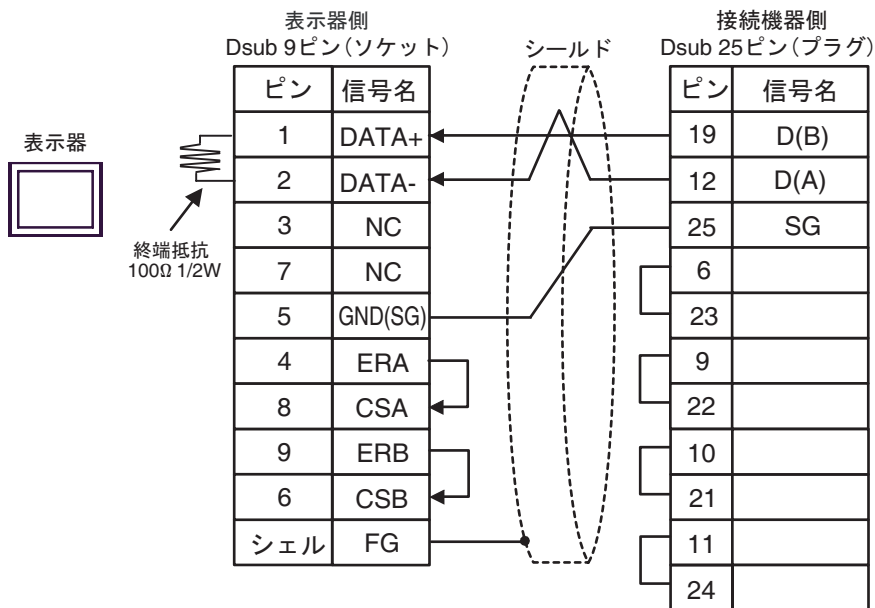 表示器側
Dsub 9ピン（ソケット）
シールド
接続機器側
Dsub 25ピン（プラグ）
表示器
終端抵抗
100Ω 1/2W
ピン 信号名
1 DATA+
2 DATA-
3 NC
7 NC
5 GND(SG)
4 ERA
8 CSA
9 ERB
6 CSB
シェル FG
ピン 信号名
19 D(B)
12 D(A)
25 SG
6
23
9
22
10
21
11
24